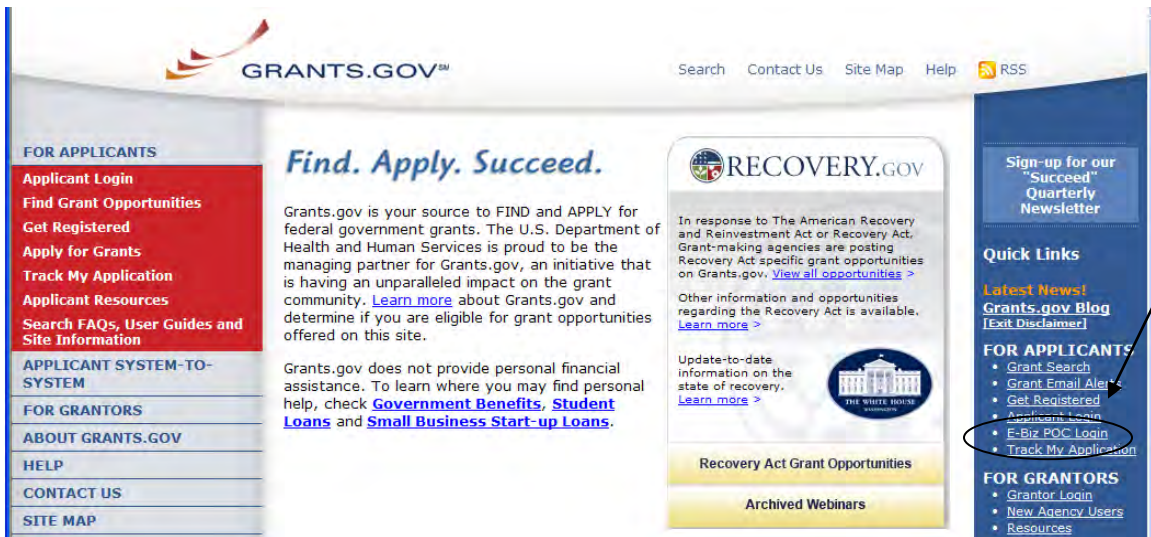 GRANTS.GOV℠
Search Contact Us Site Map Help RSS
FOR APPLICANTS
Applicant Login
Find Grant Opportunities
Get Registered
Apply for Grants
Track My Application
Applicant Resources
Search FAQs, User Guides and
Site Information
APPLICANT SYSTEM-TO-
SYSTEM
FOR GRANTORS
ABOUT GRANTS.GOV
HELP
CONTACT US
SITE MAP
Find. Apply. Succeed.
Grants.gov is your source to FIND and APPLY for
federal government grants. The U.S. Department of
Health and Human Services is proud to be the
managing partner for Grants.gov, an initiative that
is having an unparalleled impact on the grant
community. Learn more about Grants.gov and
determine if you are eligible for grant opportunities
offered on this site.
Grants.gov does not provide personal financial
assistance. To learn where you may find personal
help, check Government Benefits, Student
Loans and Small Business Start-up Loans.
RECOVERY.GOV
In response to The American Recovery
and Reinvestment Act or Recovery Act,
Grant-making agencies are posting
Recovery Act specific grant opportunities
on Grants.gov. View all opportunities >
Other information and opportunities
regarding the Recovery Act is available.
Learn more >
Update-to-date
information on the
state of recovery.
Learn more >
THE WHITE HOUSE
WASHINGTON
Recovery Act Grant Opportunities
Archived Webinars
Sign-up for our
"Succeed"
Quarterly
Newsletter
Quick Links
Latest News!
Grants.gov Blog
[Exit Disclaimer]
FOR APPLICANTS
• Grant Search
• Grant Email Alerts
• Get Registered
• Applicant Login
• E-Biz POC Login
• Track My Application
FOR GRANTORS
• Grantor Login
• New Agency Users
• Resources